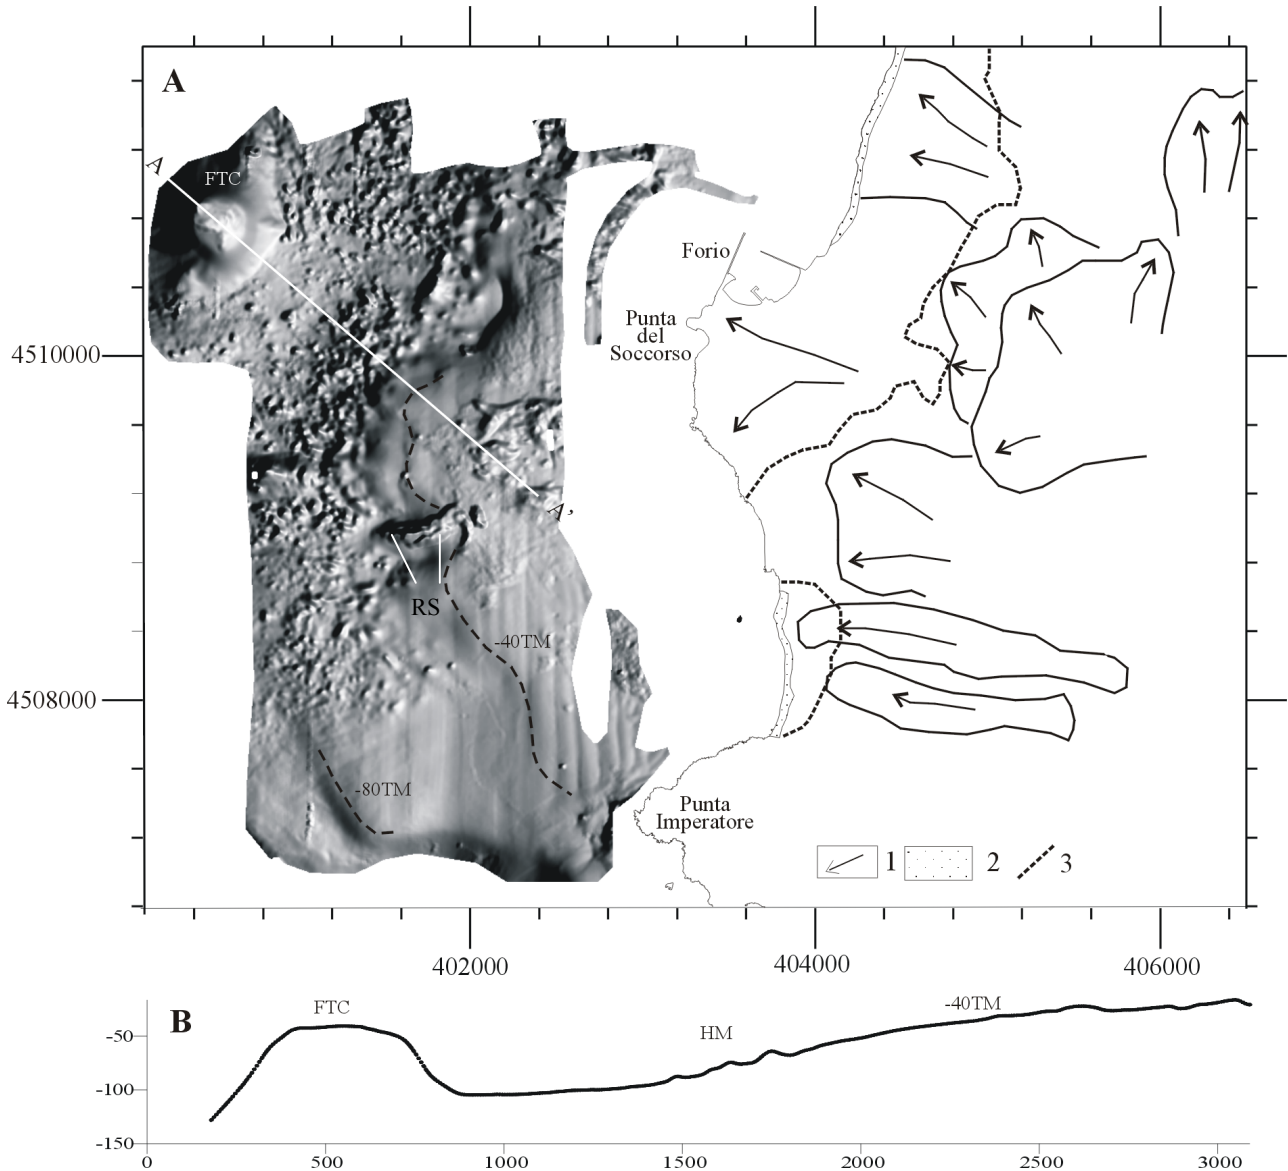 A
A
FTC
Forio
Punta
del
Soccorso
4510000
A'
RS
-40TM
4508000
-80TM
Punta
Imperatore
1
2
3
402000
404000
406000
B
FTC
HM
-40TM
-50
-100
-150
0
500
1000
1500
2000
2500
3000